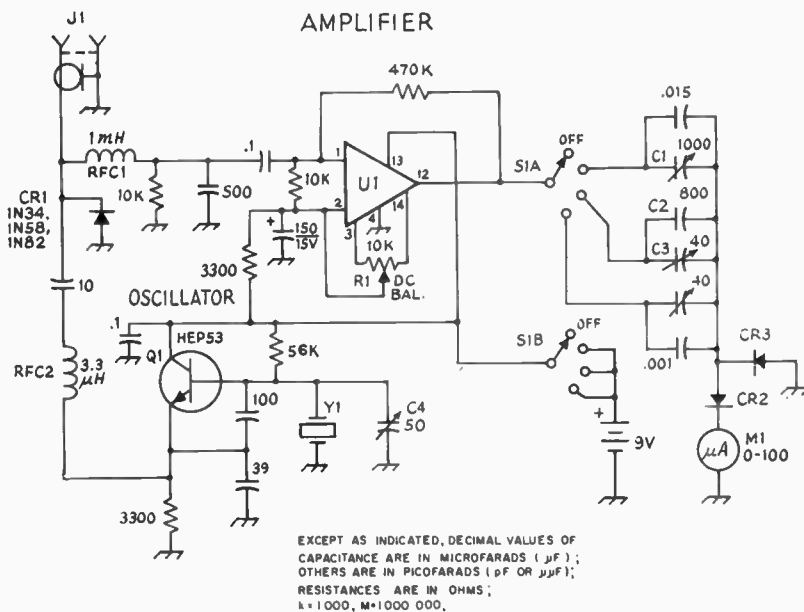 AMPLIFIER
J1
470K
.015
1mH
RFC1
.1
1
13
12
U1
2
14
4
3
S1A
OFF
C1
1000
10K
500
10K
800
C2
CR1
1N34,
1N58,
1N82
+
150
15V
10K
R1
DC
BAL.
C3
40
3300
40
10
OSCILLATOR
.1
HEP53
Q1
56K
S1B
OFF
.001
CR3
RFC2
3.3
µH
100
Y1
C4
50
CR2
+
9V
µA
M1
0-100
39
3300
EXCEPT AS INDICATED, DECIMAL VALUES OF
CAPACITANCE ARE IN MICROFARADS ( µF ) ;
OTHERS ARE IN PICOFARADS ( pF OR µµF);
RESISTANCES ARE IN OHMS ;
k=1000, M=1000 000,